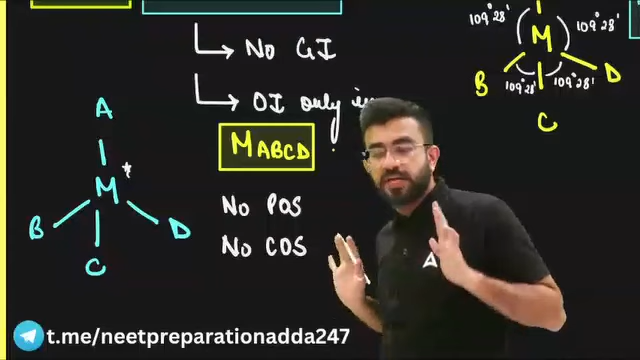 ↳ No GI
↳ OI only
MABCD
No POS
No COS
A
M*
B
D
C
109°28'
109°28'
M
B
D
109°28'
109°28'
C
t.me/neetpreparationadda247